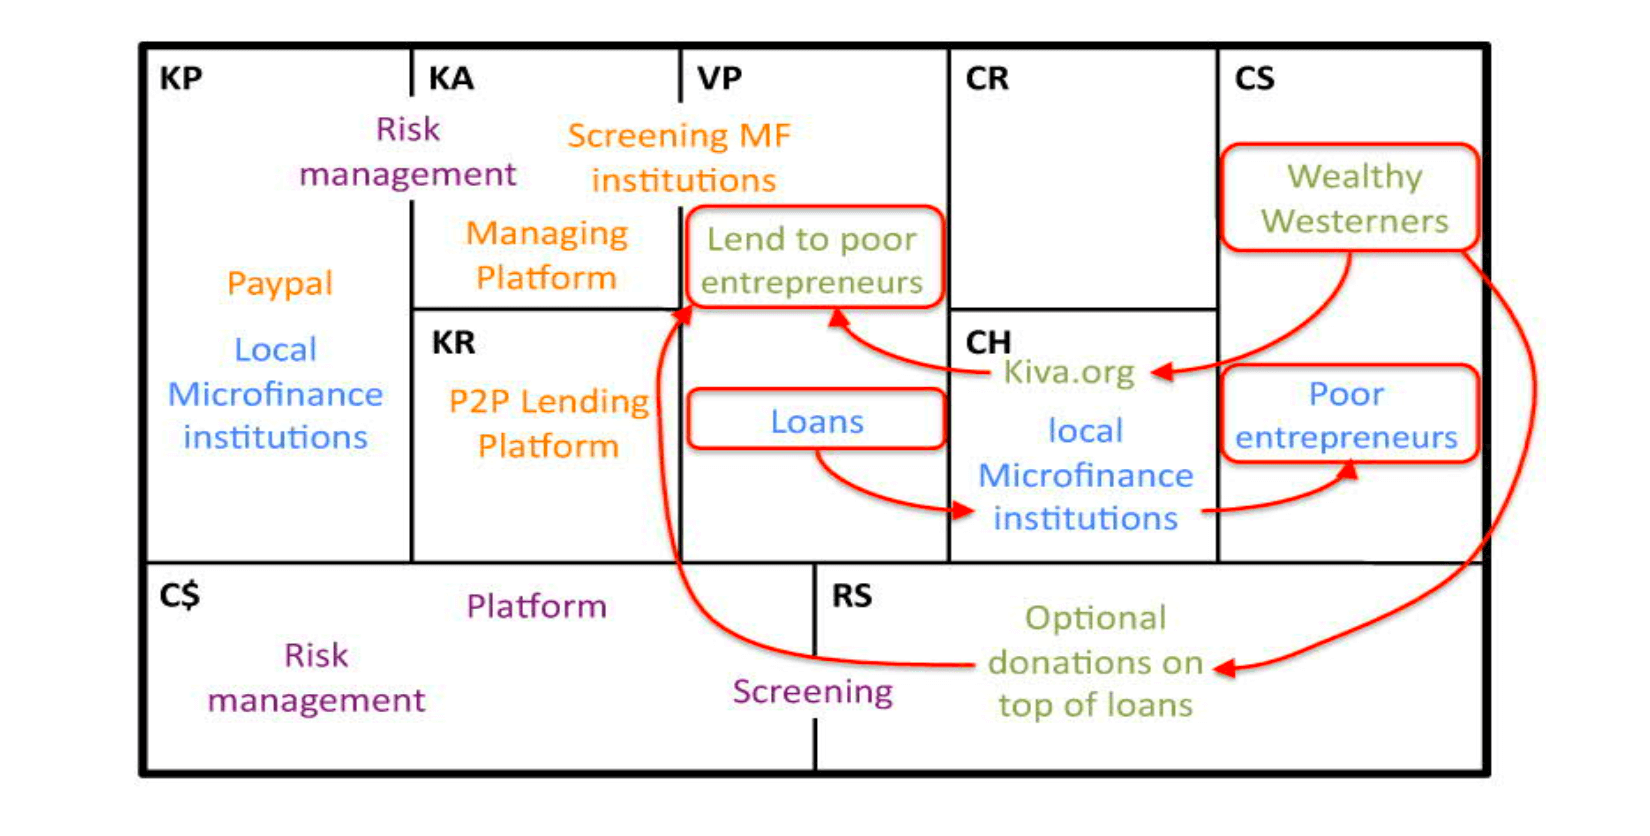 KP
KA
VP
CR
CS
Risk
management
Screening MF
institutions
Managing
Platform
Paypal
Local
Microfinance
institutions
KR
P2P Lending
Platform
Lend to poor
entrepreneurs
Loans
CH
Kiva.org
local
Microfinance
institutions
Wealthy
Westerners
Poor
entrepreneurs
C$
Platform
Risk
management
Screening
RS
Optional
donations on
top of loans